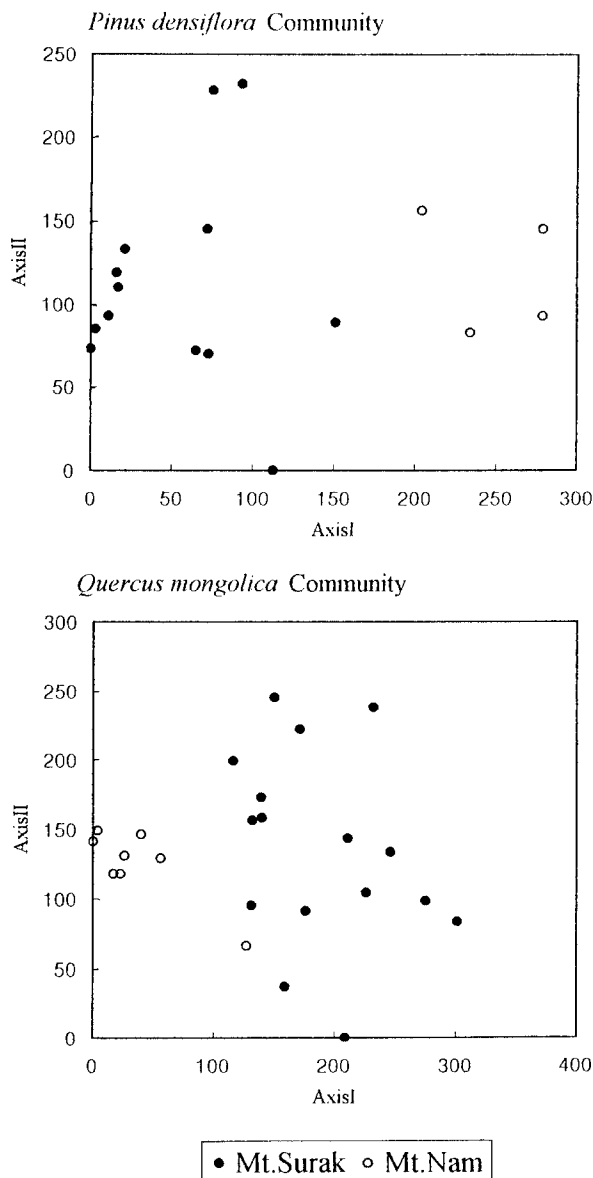 Pinus densiflora Community
250
200
150
100
50
0
AxisII
0 50 100 150 200 250 300
AxisI
Quercus mongolica Community
300
250
200
150
100
50
0
AxisII
0 100 200 300 400
AxisI
● Mt.Surak ○ Mt.Nam